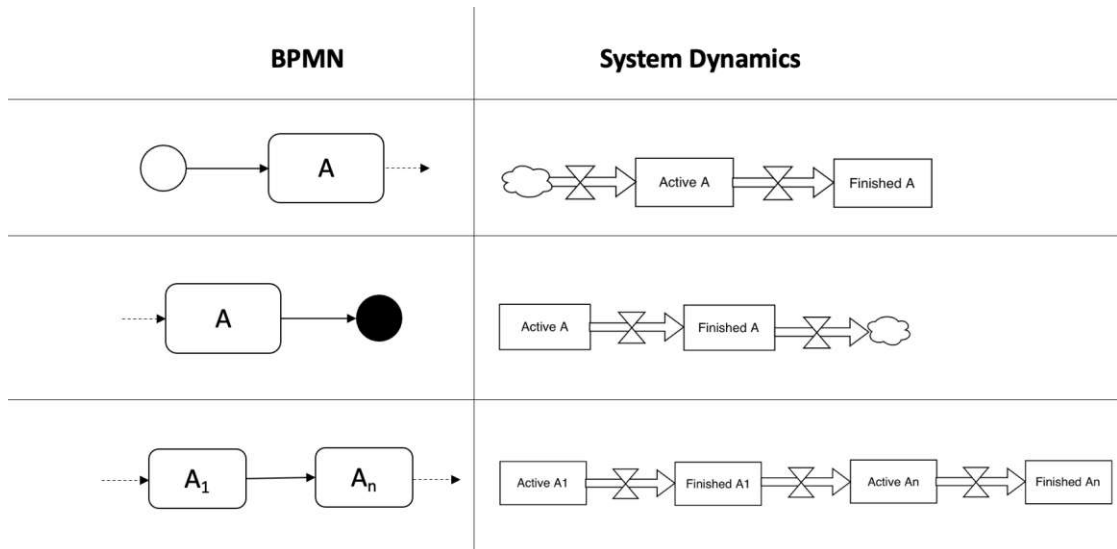 BPMN
System Dynamics
A
Active A
Finished A
A
Active A
Finished A
A₁
Aₙ
Active A1
Finished A1
Active An
Finished An